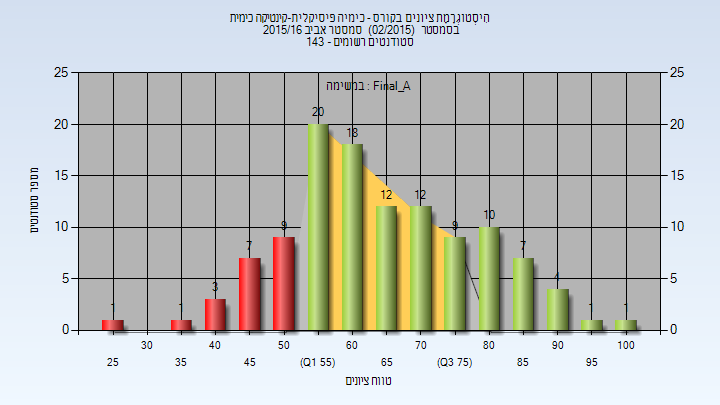 היסטוגרמת ציונים בקורס - כימיה פיסיקלית-קינטיקה כימית
בסמסטר (02/2015) סמסטר אביב 2015/16
סטודנטים רשומים - 143
במשימה : Final_A
25 25
20 20
15 15
10 10
5 5
0 0
מספר סטודנטים
1 1 3 7 9 20 18 12 12 9 10 7 4 1 1
30 40 50 60 70 80 90 100
25 35 45 (Q1 55) 65 (Q3 75) 85 95
טווח ציונים